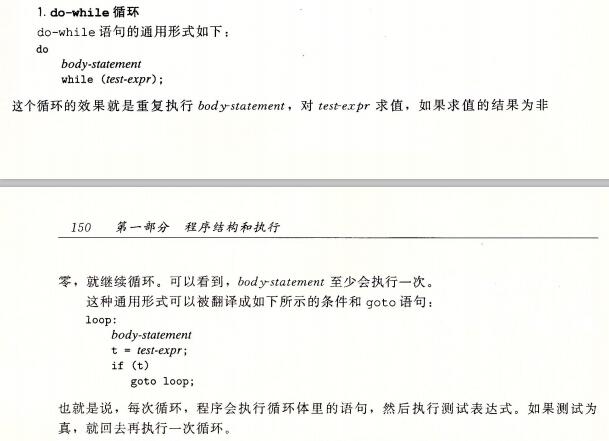 1. do-while 循环
do-while 语句的通用形式如下：
do
body-statement
while (test-expr);
这个循环的效果就是重复执行 body-statement，对 test-expr 求值，如果求值的结果为非
150 第一部分 程序结构和执行
零，就继续循环。可以看到，body-statement 至少会执行一次。
这种通用形式可以被翻译成如下所示的条件和 goto 语句：
loop:
body-statement
t = test-expr;
if (t)
goto loop;
也就是说，每次循环，程序会执行循环体里的语句，然后执行测试表达式。如果测试为
真，就回去再执行一次循环。